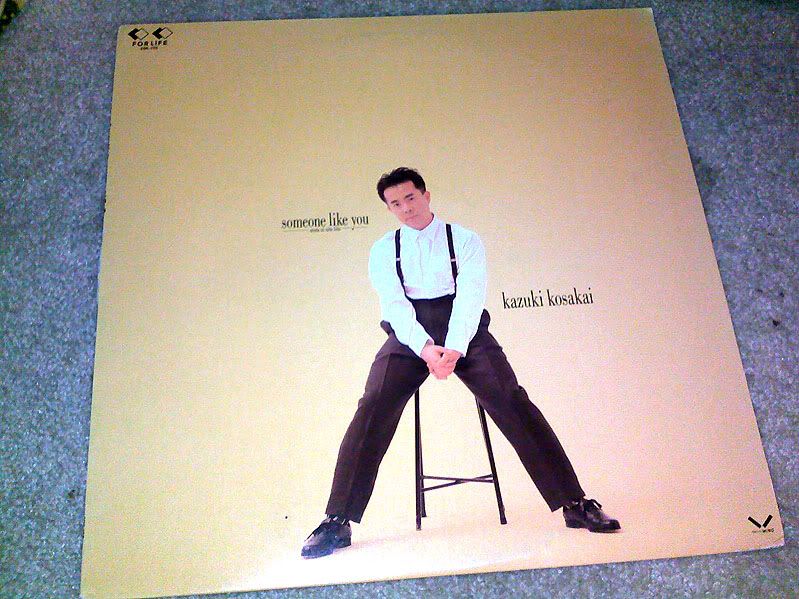 FOR LIFE
someone like you
kazuki kosakai